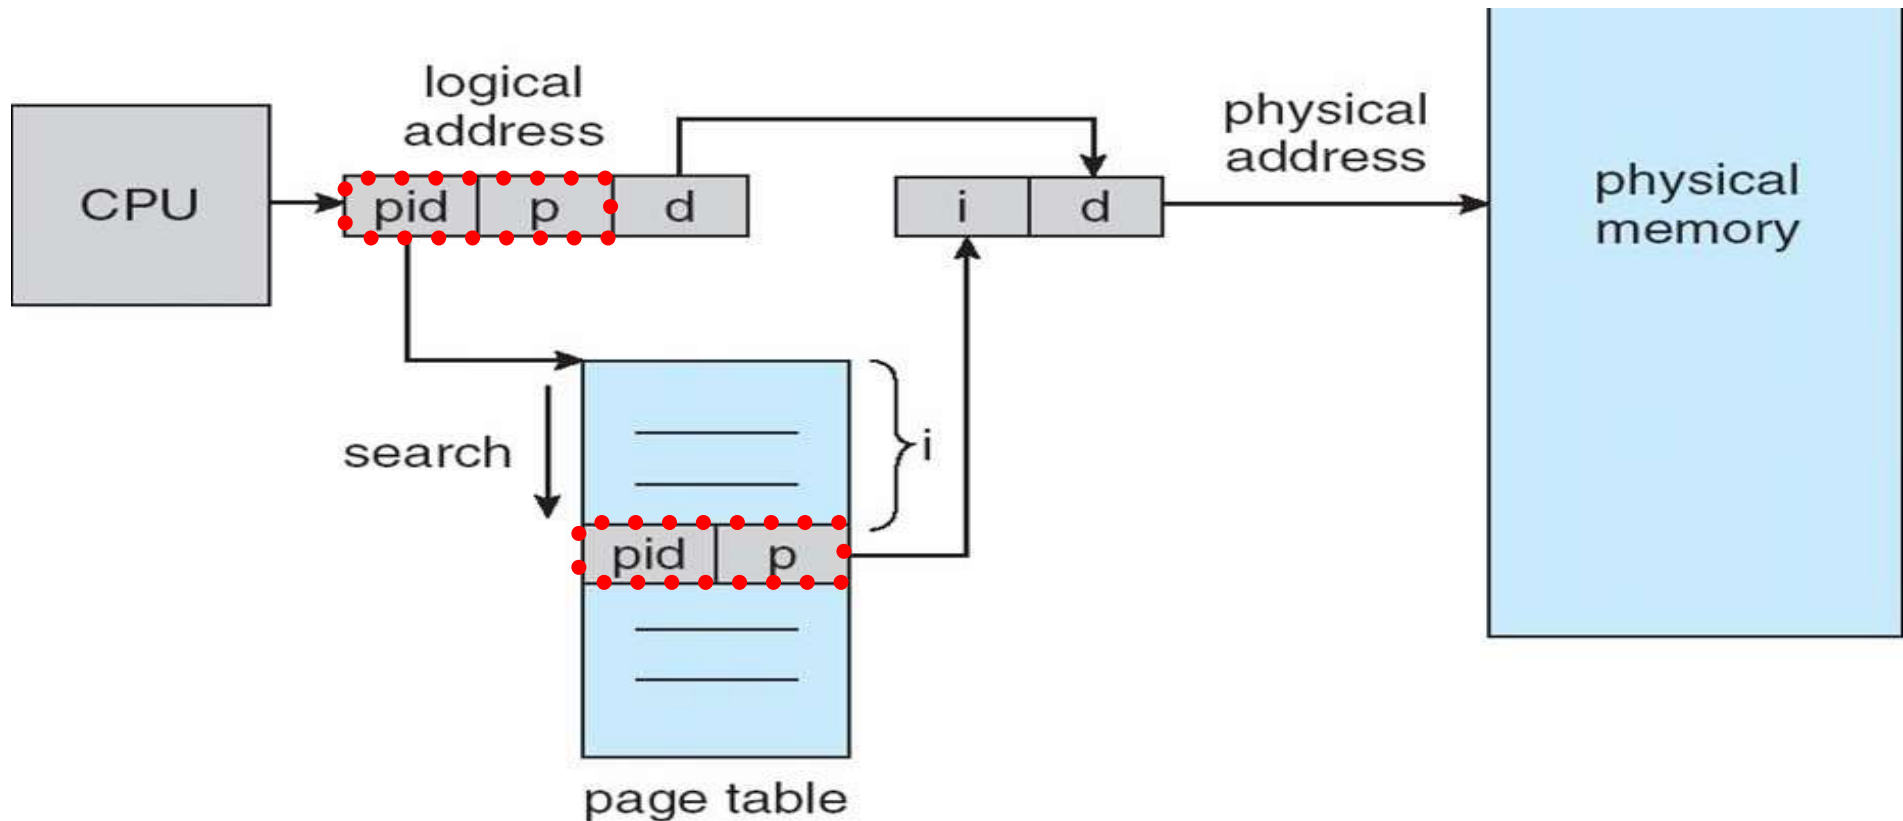 logical
address
physical
address
CPU
pid
p
d
i
d
physical
memory
search
i
pid
p
page table